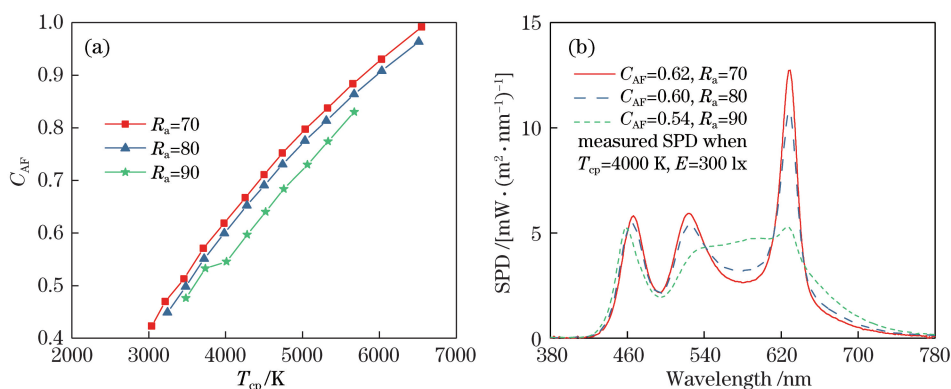 (a)
1.0
0.9
0.8
0.7
0.6
0.5
0.4
C_AF
R_a=70
R_a=80
R_a=90
2000 3000 4000 5000 6000 7000
T_cp /K
(b)
15
10
5
0
SPD /[mW · (m² · nm⁻¹)⁻¹]
C_AF=0.62, R_a=70
C_AF=0.60, R_a=80
C_AF=0.54, R_a=90
measured SPD when
T_cp=4000 K, E=300 lx
380 460 540 620 700 780
Wavelength /nm